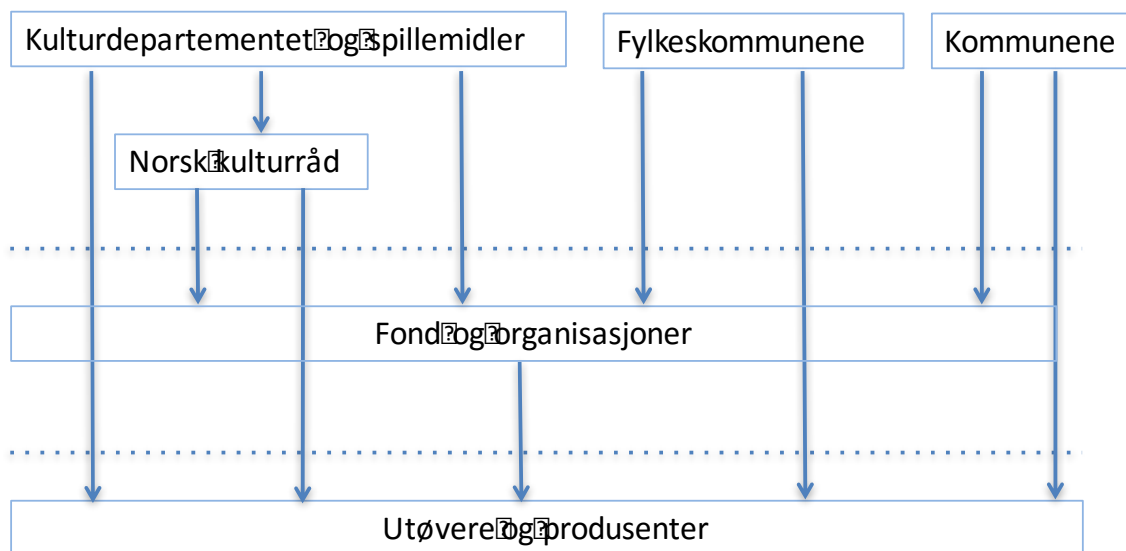 Kulturdepartementet og spillemidler
Fylkeskommunene
Kommunene
Norsk kulturråd
Fond og organisasjoner
Utøvere og produsenter